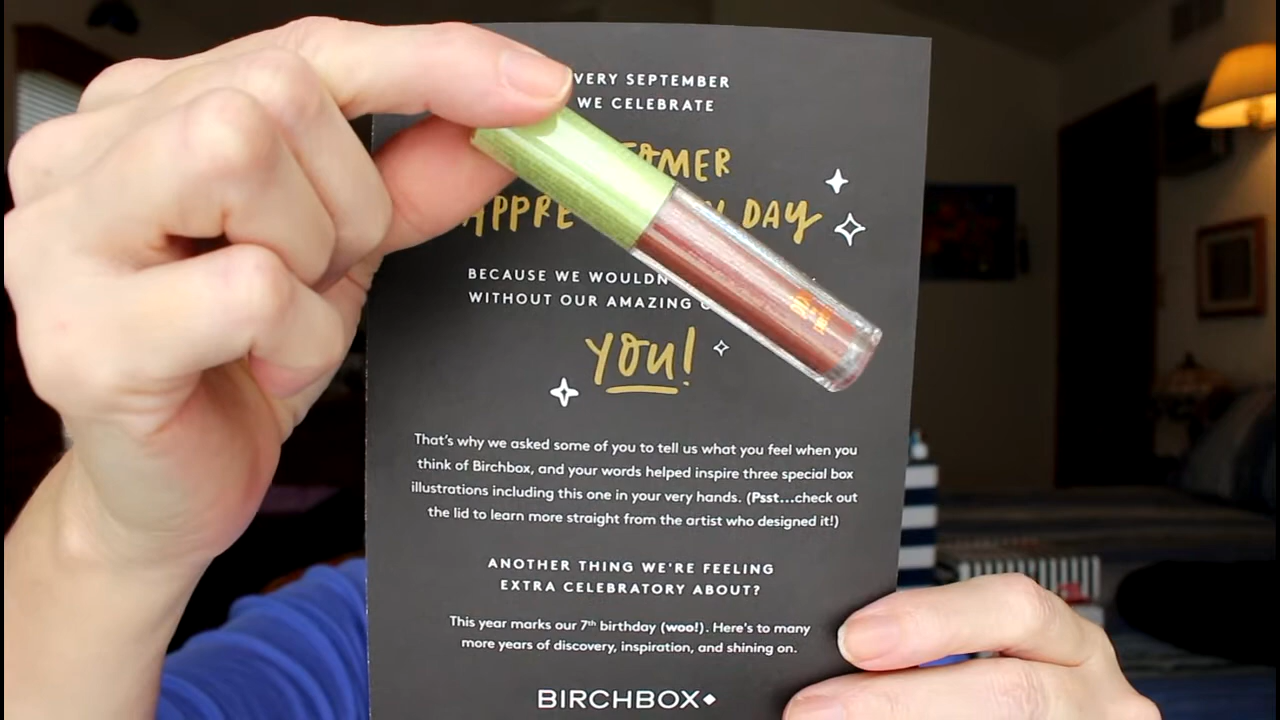 VERY SEPTEMBER
WE CELEBRATE
OMER
APPRE DAY
BECAUSE WE WOULDN
WITHOUT OUR AMAZING
you!
That's why we asked some of you to tell us what you feel when you
think of Birchbox, and your words helped inspire three special box
illustrations including this one in your very hands. (Psst...check out
the lid to learn more straight from the artist who designed it!)
ANOTHER THING WE'RE FEELING
EXTRA CELEBRATORY ABOUT?
This year marks our 7th birthday (woo!). Here's to many
more years of discovery, inspiration, and shining on.
BIRCHBOX